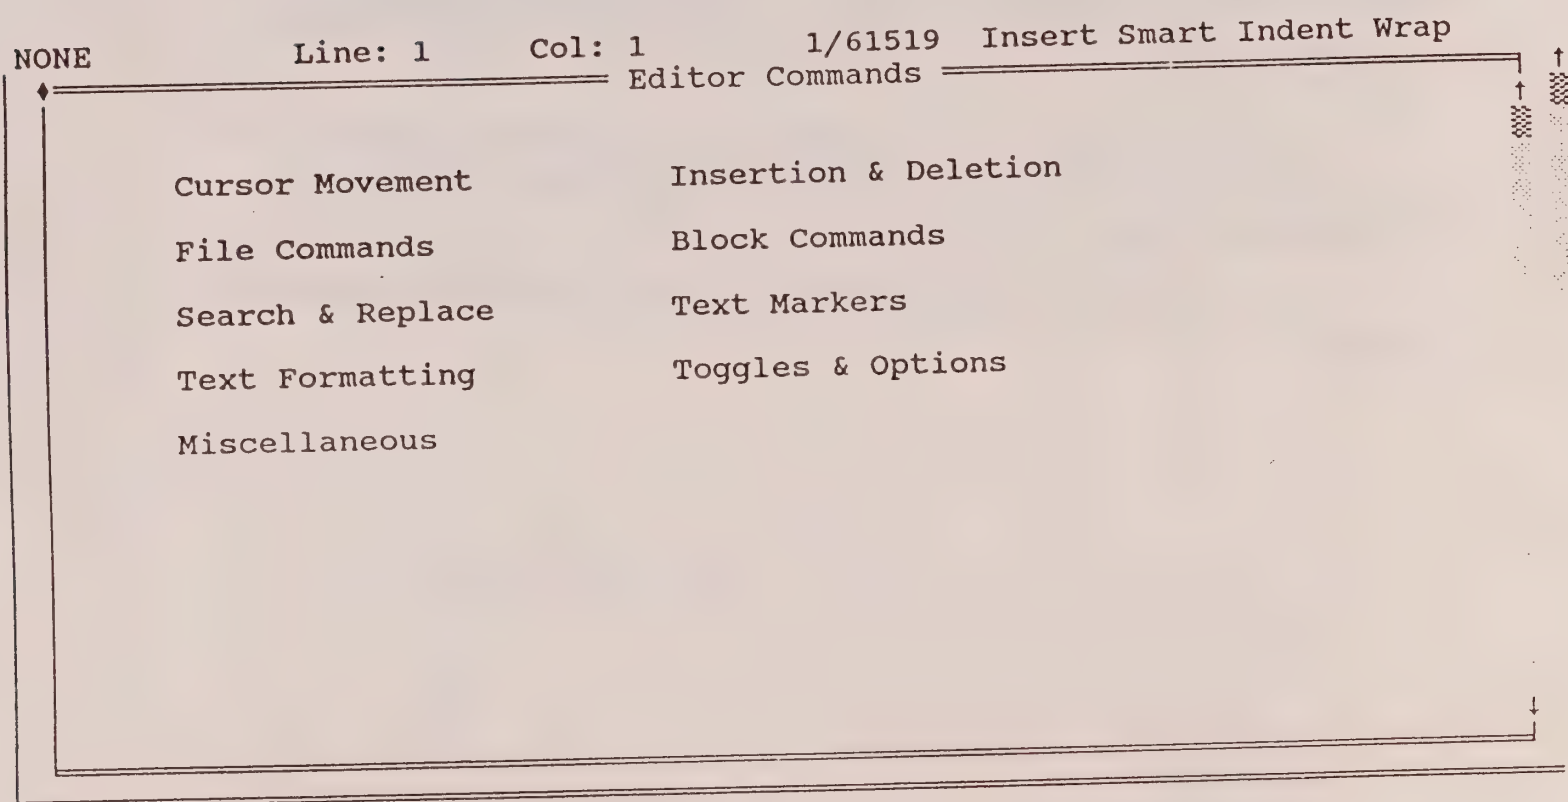 NONE Line: 1 Col: 1 1/61519 Insert Smart Indent Wrap
Editor Commands
Cursor Movement Insertion & Deletion
File Commands Block Commands
Search & Replace Text Markers
Text Formatting Toggles & Options
Miscellaneous